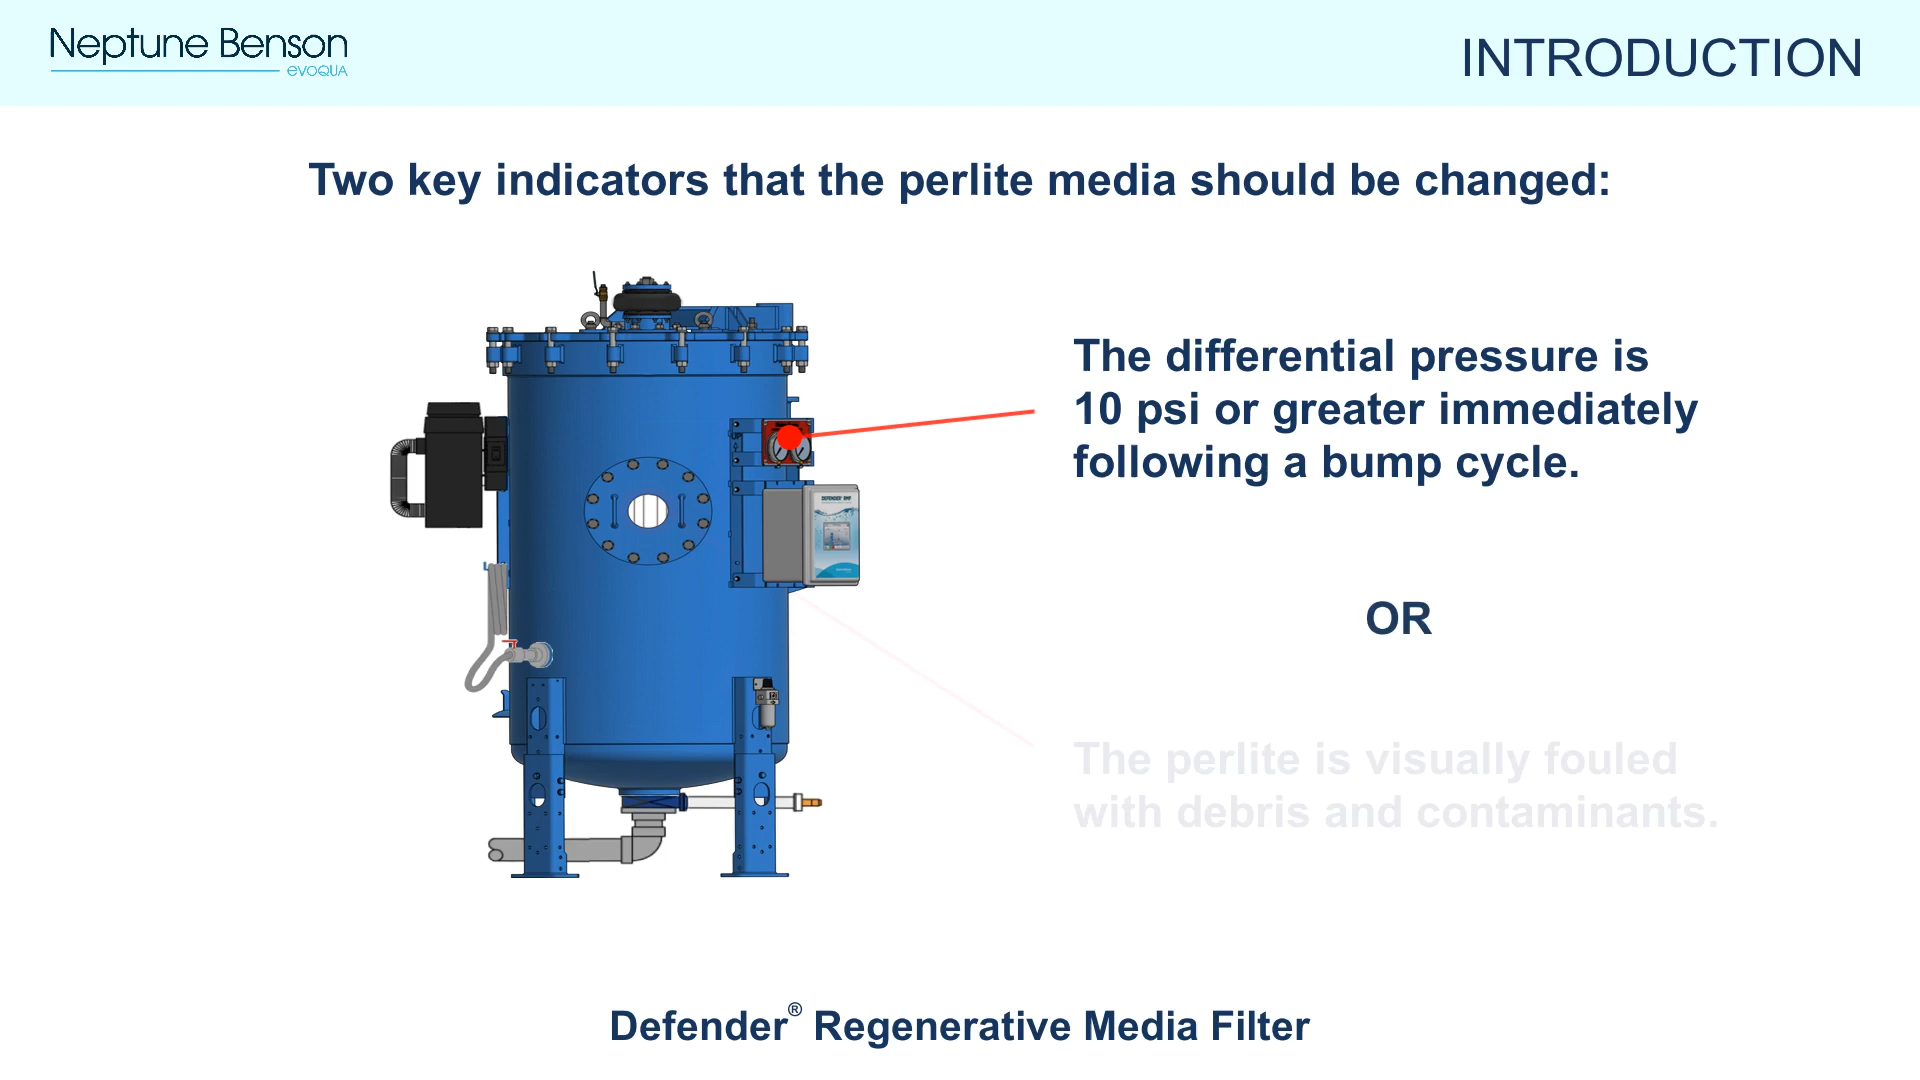 Neptune Benson
evoqua
INTRODUCTION
Two key indicators that the perlite media should be changed:
The differential pressure is
10 psi or greater immediately
following a bump cycle.
DEFENDER® RMF
OR
The perlite is visually fouled
with debris and contaminants.
Defender® Regenerative Media Filter